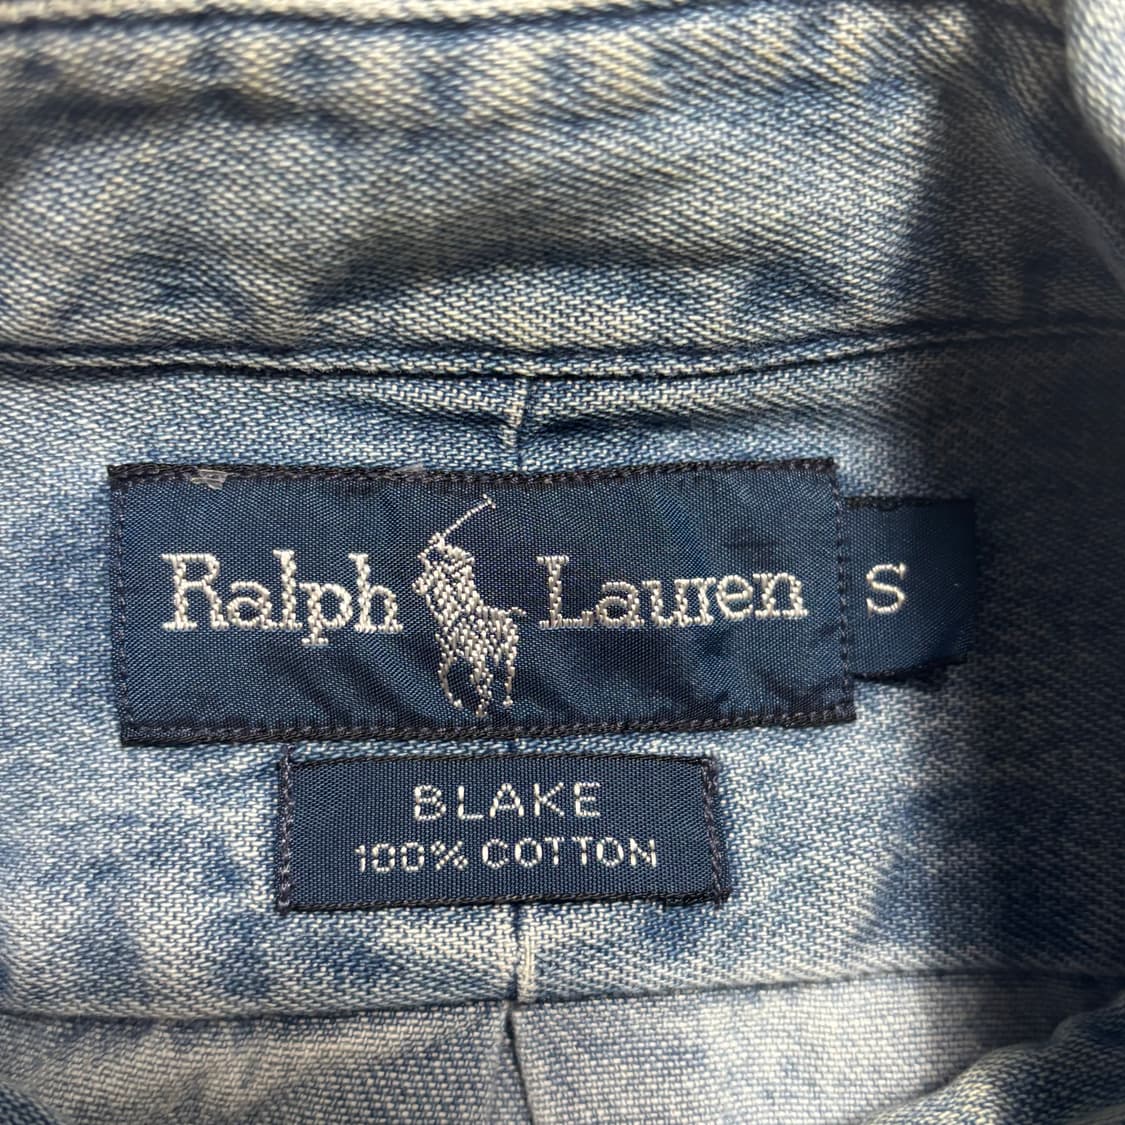 Ralph Lauren S
BLAKE
100% COTTON